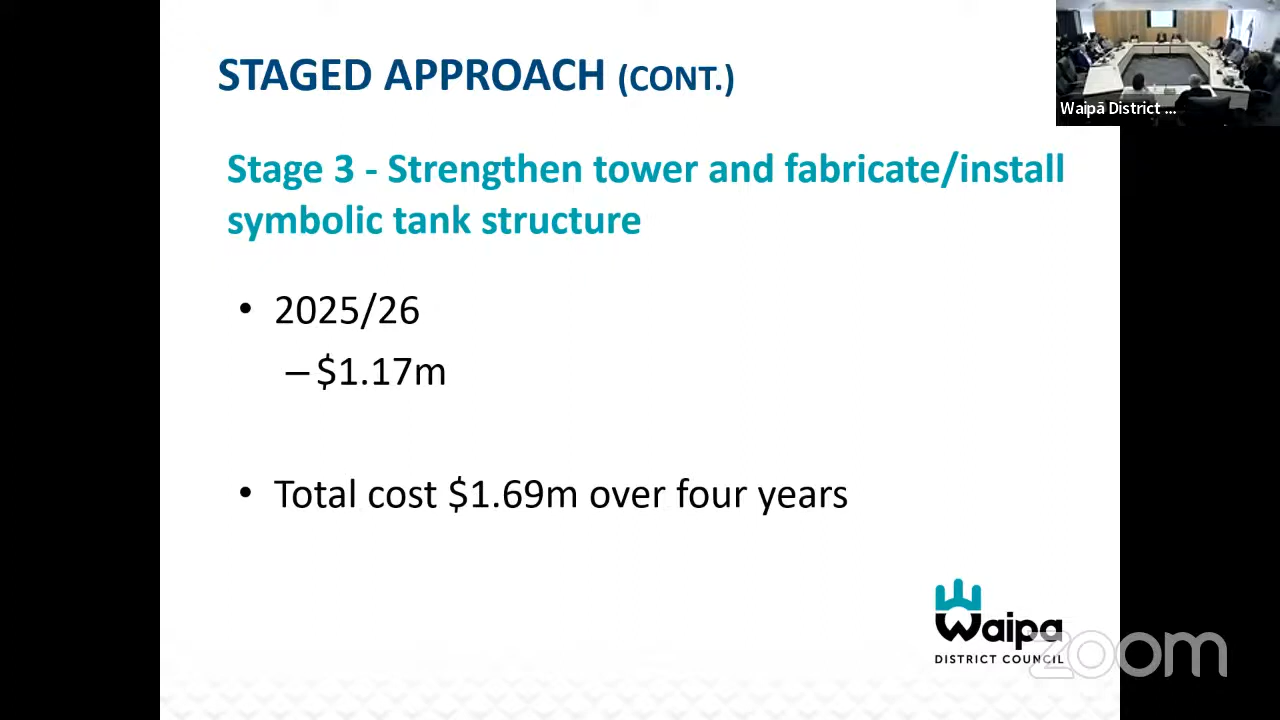 STAGED APPROACH (CONT.)
Waipā District ...
Stage 3 - Strengthen tower and fabricate/install
symbolic tank structure
• 2025/26
– $1.17m
• Total cost $1.69m over four years
Waipa
DISTRICT COUNCIL
zoom